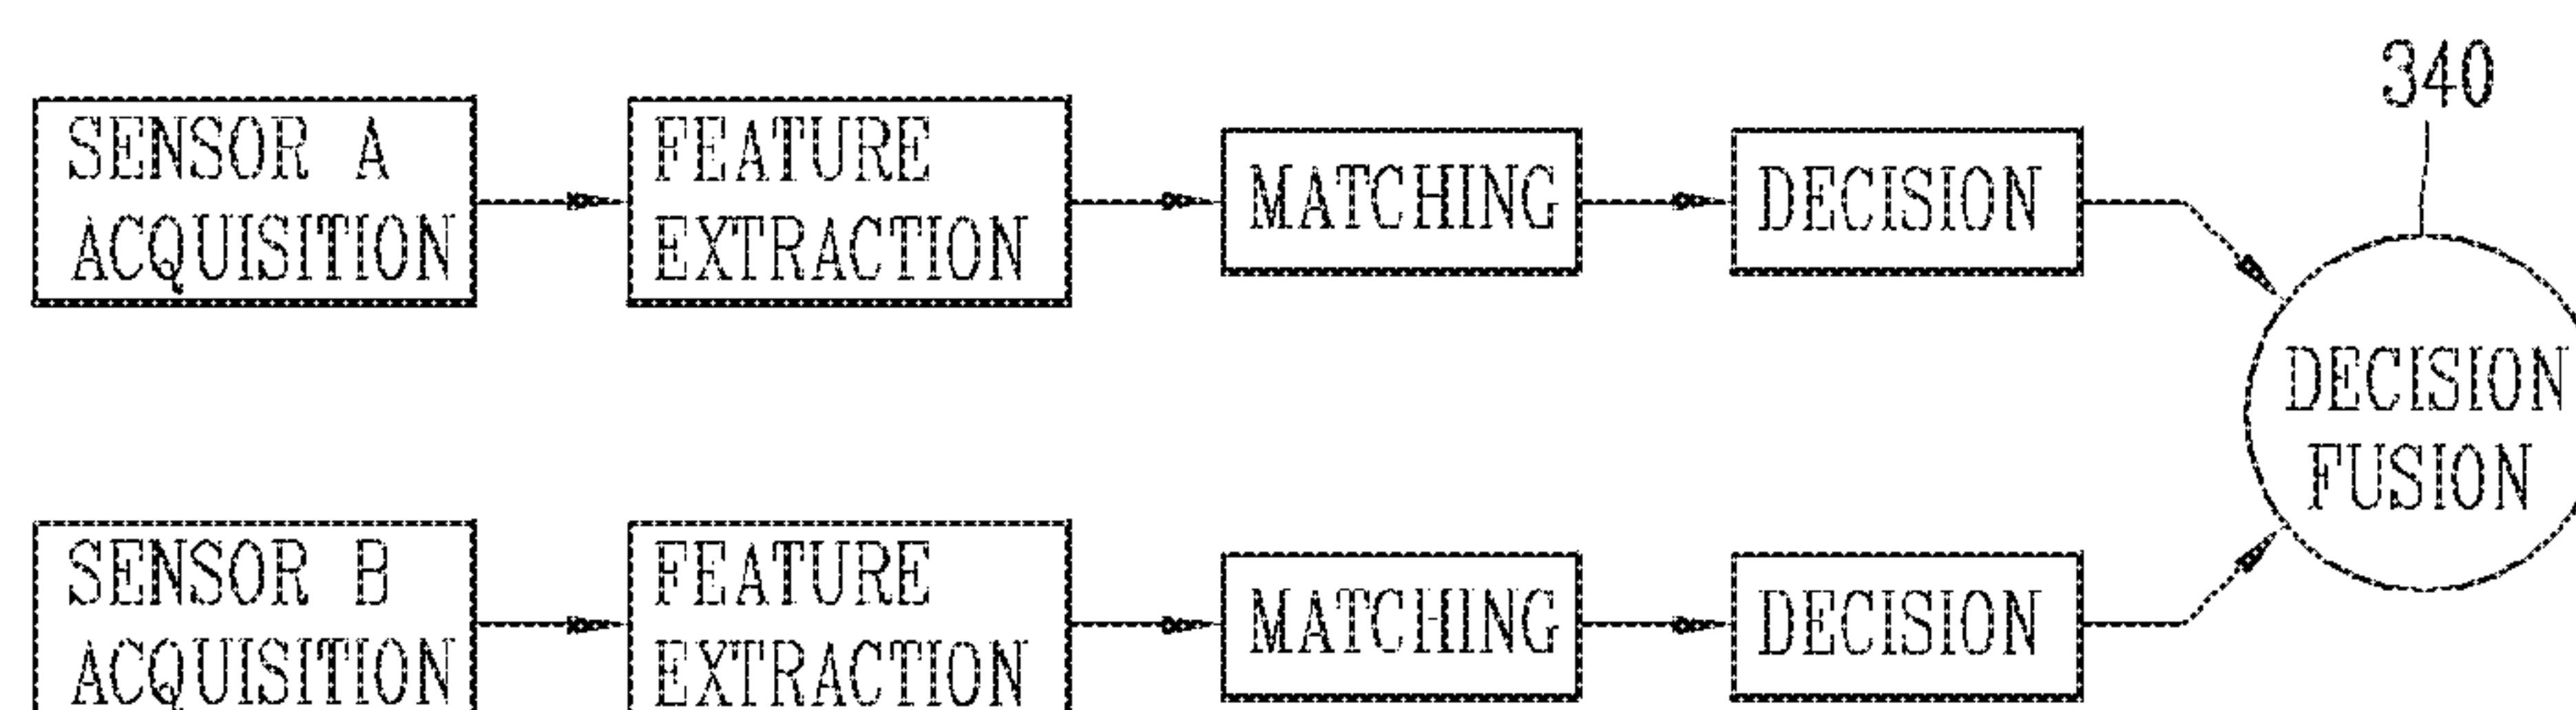 340
SENSOR A
ACQUISITION
FEATURE
EXTRACTION
MATCHING
DECISION
DECISION
FUSION
SENSOR B
ACQUISITION
FEATURE
EXTRACTION
MATCHING
DECISION